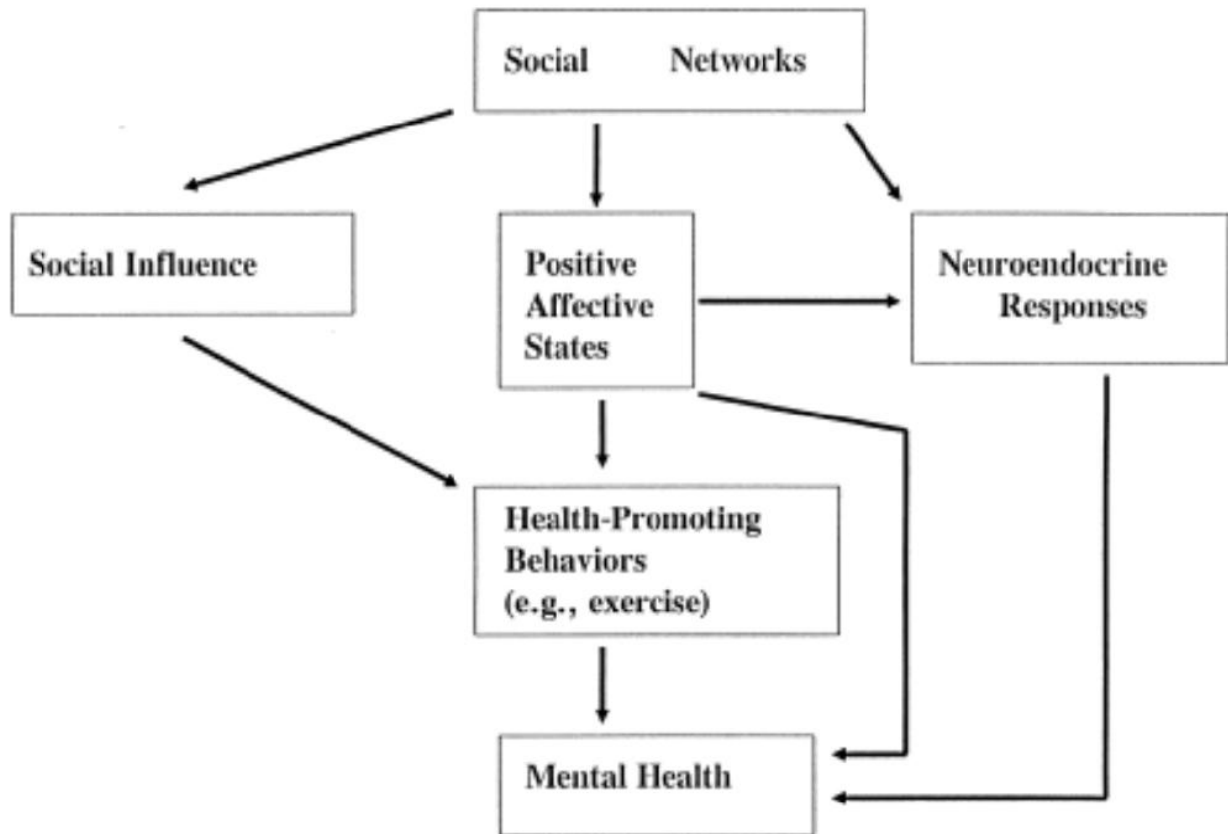 Social Networks
Social Influence
Positive
Affective
States
Neuroendocrine
Responses
Health-Promoting
Behaviors
(e.g., exercise)
Mental Health